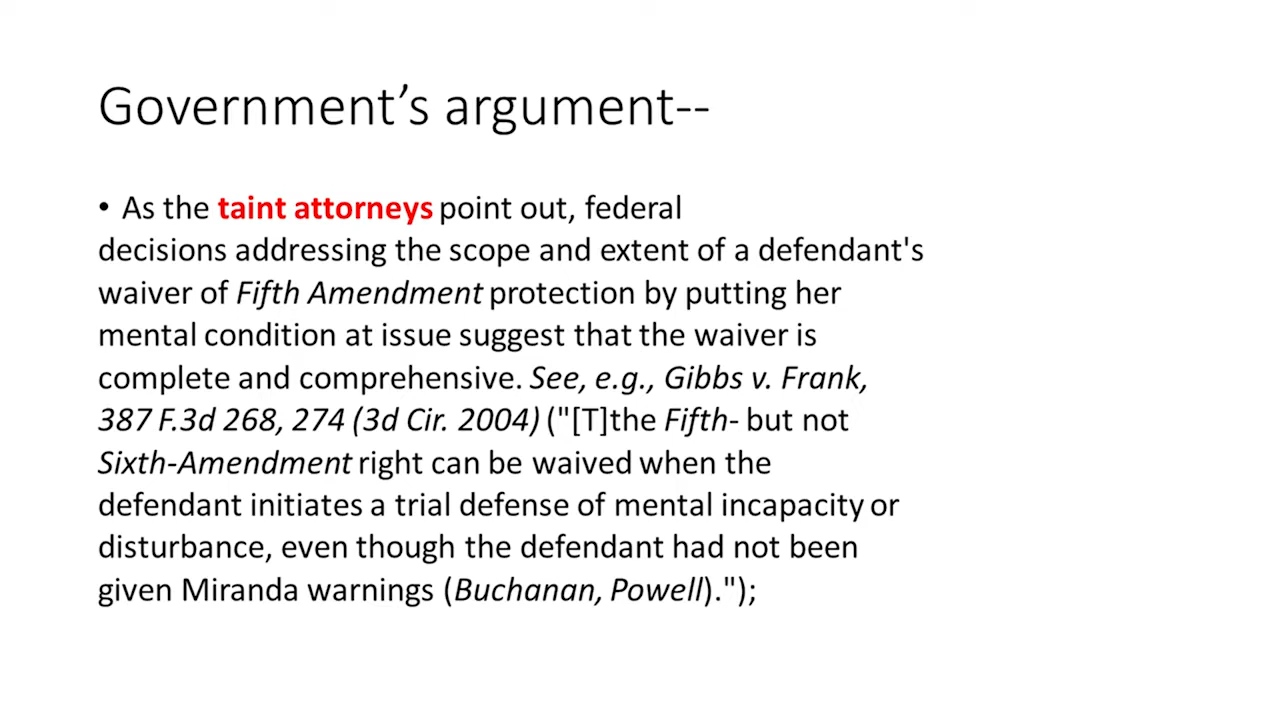 Government’s argument--
• As the taint attorneys point out, federal
decisions addressing the scope and extent of a defendant's
waiver of Fifth Amendment protection by putting her
mental condition at issue suggest that the waiver is
complete and comprehensive. See, e.g., Gibbs v. Frank,
387 F.3d 268, 274 (3d Cir. 2004) ("[T]the Fifth- but not
Sixth-Amendment right can be waived when the
defendant initiates a trial defense of mental incapacity or
disturbance, even though the defendant had not been
given Miranda warnings (Buchanan, Powell).");